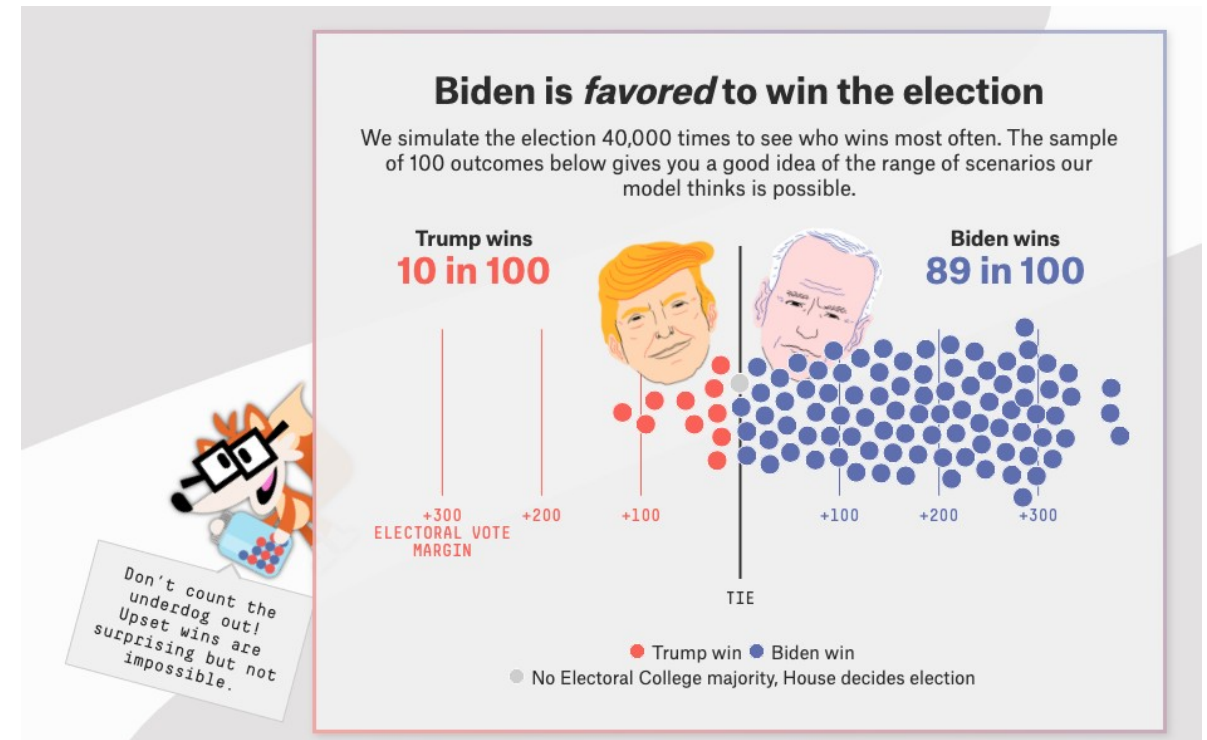 Biden is favored to win the election
We simulate the election 40,000 times to see who wins most often. The sample
of 100 outcomes below gives you a good idea of the range of scenarios our
model thinks is possible.
Trump wins
10 in 100
Biden wins
89 in 100
+300
+200
+100
+100
+200
+300
ELECTORAL VOTE
MARGIN
TIE
Don't count the
underdog out!
Upset wins are
surprising but not
impossible.
Trump win
Biden win
No Electoral College majority, House decides election